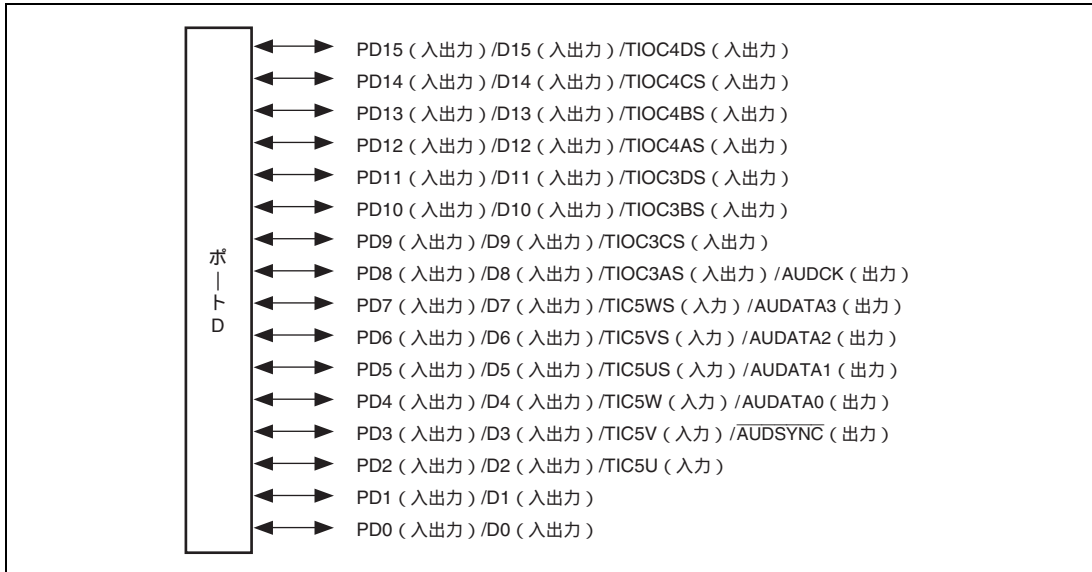 ポートD
PD15（入出力）/D15（入出力）/TIOC4DS（入出力）
PD14（入出力）/D14（入出力）/TIOC4CS（入出力）
PD13（入出力）/D13（入出力）/TIOC4BS（入出力）
PD12（入出力）/D12（入出力）/TIOC4AS（入出力）
PD11（入出力）/D11（入出力）/TIOC3DS（入出力）
PD10（入出力）/D10（入出力）/TIOC3BS（入出力）
PD9（入出力）/D9（入出力）/TIOC3CS（入出力）
PD8（入出力）/D8（入出力）/TIOC3AS（入出力）/AUDCK（出力）
PD7（入出力）/D7（入出力）/TIC5WS（入力）/AUDATA3（出力）
PD6（入出力）/D6（入出力）/TIC5VS（入力）/AUDATA2（出力）
PD5（入出力）/D5（入出力）/TIC5US（入力）/AUDATA1（出力）
PD4（入出力）/D4（入出力）/TIC5W（入力）/AUDATA0（出力）
PD3（入出力）/D3（入出力）/TIC5V（入力）/AUDSYNC（出力）
PD2（入出力）/D2（入出力）/TIC5U（入力）
PD1（入出力）/D1（入出力）
PD0（入出力）/D0（入出力）